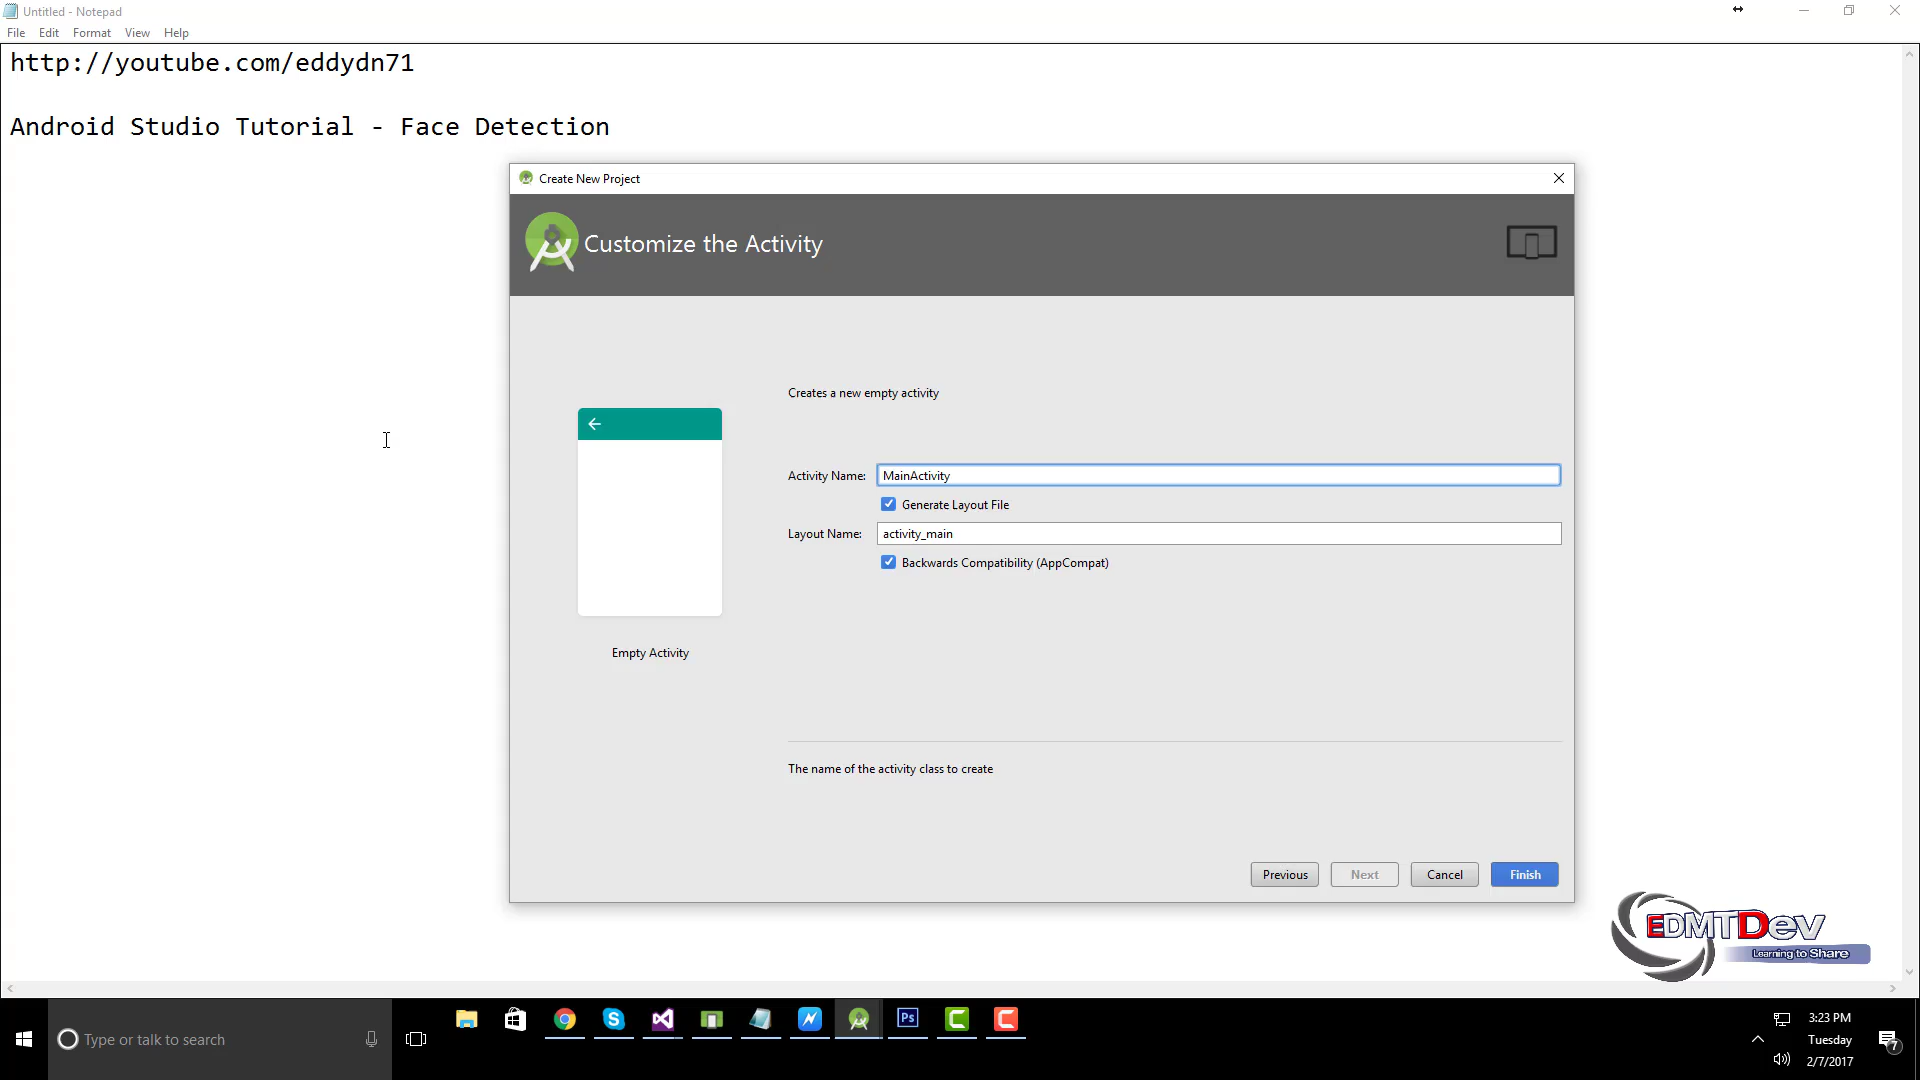 Untitled - Notepad
File Edit Format View Help
http://youtube.com/eddydn71
Android Studio Tutorial - Face Detection
Create New Project
Customize the Activity
Creates a new empty activity
Activity Name: MainActivity
Generate Layout File
Layout Name: activity_main
Backwards Compatibility (AppCompat)
Empty Activity
The name of the activity class to create
Previous Next Cancel Finish
EDMTDev
Learning to Share
Type or talk to search
Ps
3:23 PM
Tuesday
2/7/2017
7